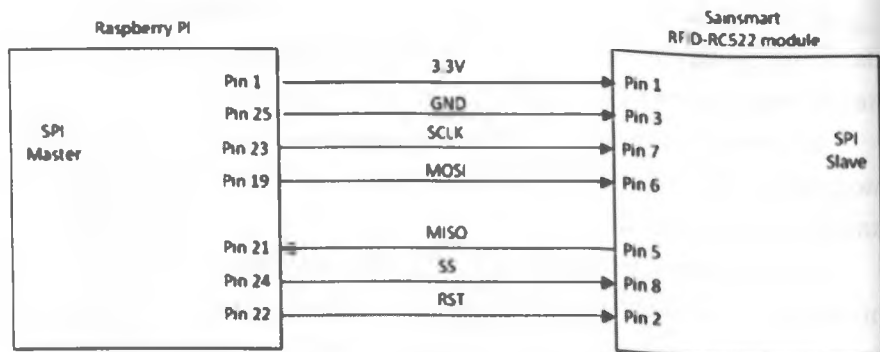 Raspberry Pi
Sainsmart
RFID-RC522 module
SPI
Master
Pin 1
3.3V
Pin 1
Pin 25
GND
Pin 3
Pin 23
SCLK
Pin 7
SPI
Slave
Pin 19
MOSI
Pin 6
Pin 21
MISO
Pin 5
Pin 24
SS
Pin 8
Pin 22
RST
Pin 2